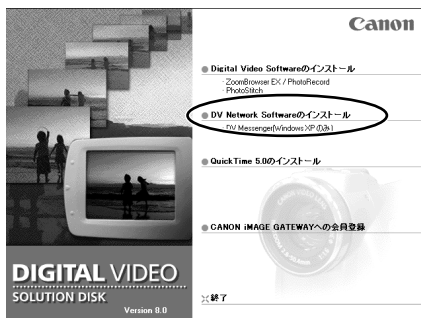 Canon
Digital Video Softwareのインストール
・ZoomBrowser EX / PhotoRecord
・PhotoStitch
DV Network Softwareのインストール
・DV Messenger(Windows XPのみ)
QuickTime 5.0のインストール
CANON iMAGE GATEWAYへの会員登録
終了
DIGITAL VIDEO
SOLUTION DISK
Version 8.0